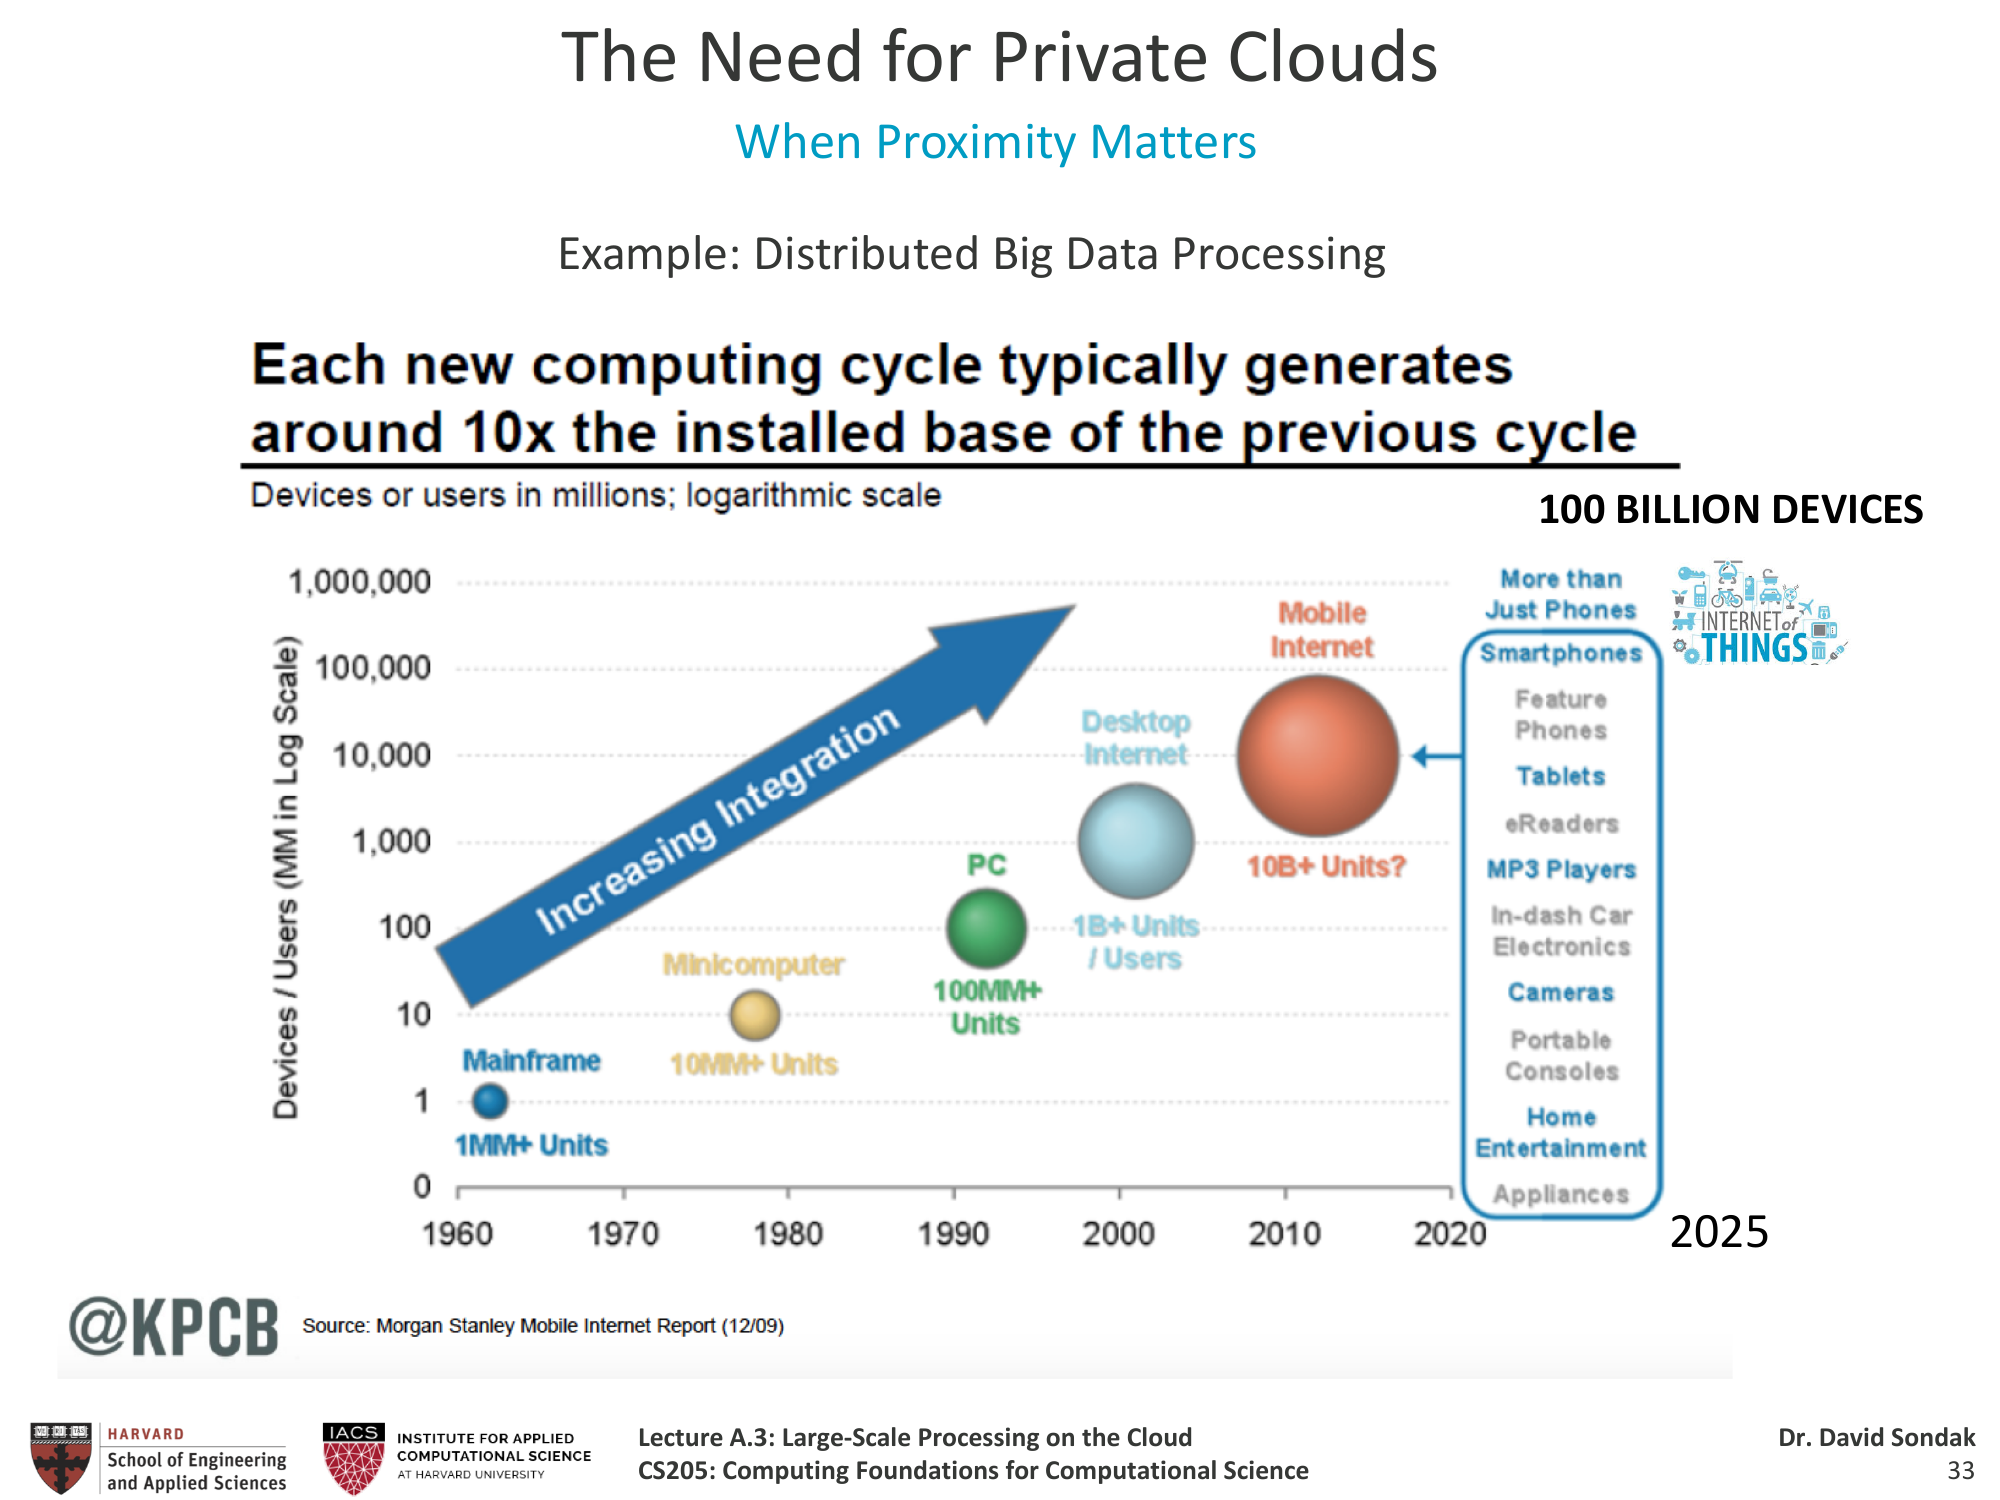 The Need for Private Clouds
When Proximity Matters
Example: Distributed Big Data Processing
Each new computing cycle typically generates
around 10x the installed base of the previous cycle
Devices or users in millions; logarithmic scale
100 BILLION DEVICES
Devices / Users (MM in Log Scale)
1,000,000
100,000
10,000
1,000
100
10
1
0
1960
1970
1980
1990
2000
2010
2020
2025
Increasing Integration
Mainframe
1MM+ Units
Minicomputer
10MM+ Units
PC
100MM+
Units
Desktop
Internet
1B+ Units
/ Users
Mobile
Internet
10B+ Units?
More than
Just Phones
Smartphones
Feature
Phones
Tablets
eReaders
MP3 Players
In-dash Car
Electronics
Cameras
Portable
Consoles
Home
Entertainment
Appliances
INTERNET of
THINGS
@KPCB
Source: Morgan Stanley Mobile Internet Report (12/09)
HARVARD
School of Engineering
and Applied Sciences
IACS
INSTITUTE FOR APPLIED
COMPUTATIONAL SCIENCE
AT HARVARD UNIVERSITY
Lecture A.3: Large-Scale Processing on the Cloud
CS205: Computing Foundations for Computational Science
Dr. David Sondak
33